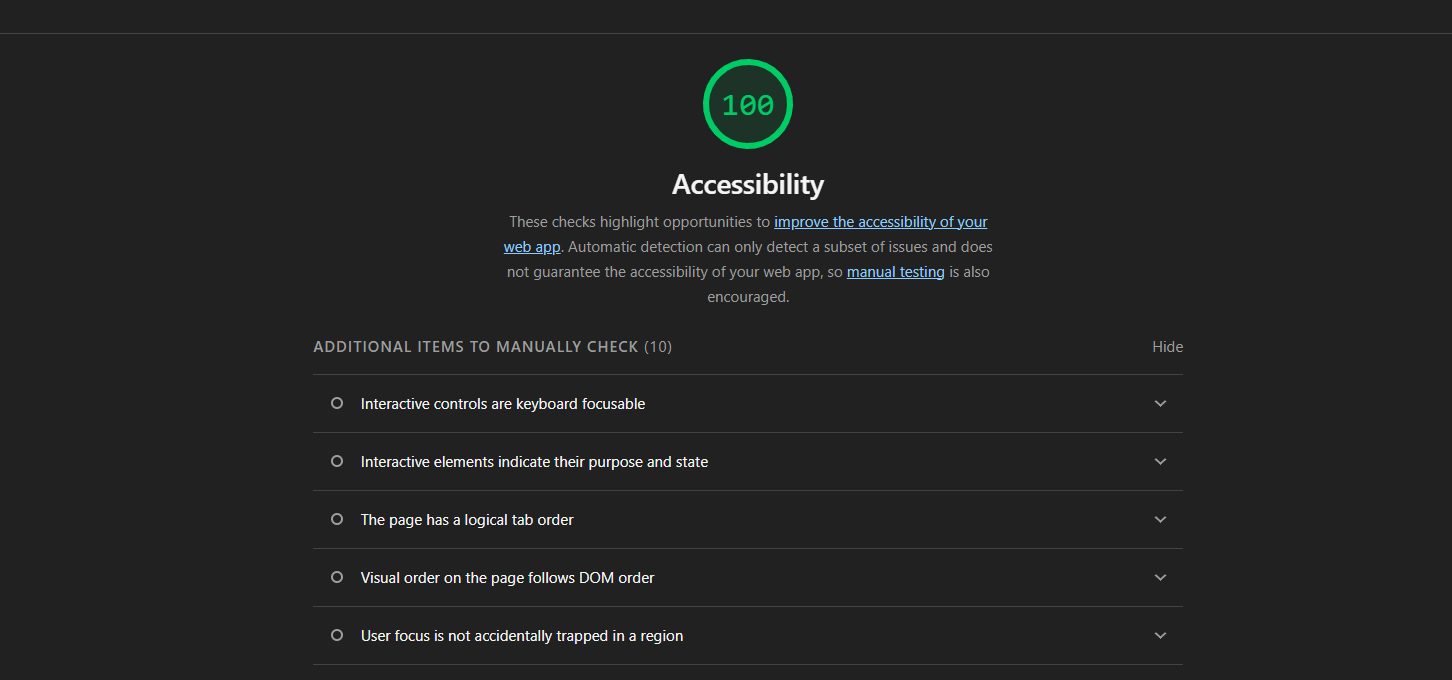 100
Accessibility
These checks highlight opportunities to improve the accessibility of your
web app. Automatic detection can only detect a subset of issues and does
not guarantee the accessibility of your web app, so manual testing is also
encouraged.
ADDITIONAL ITEMS TO MANUALLY CHECK (10) Hide
Interactive controls are keyboard focusable
Interactive elements indicate their purpose and state
The page has a logical tab order
Visual order on the page follows DOM order
User focus is not accidentally trapped in a region